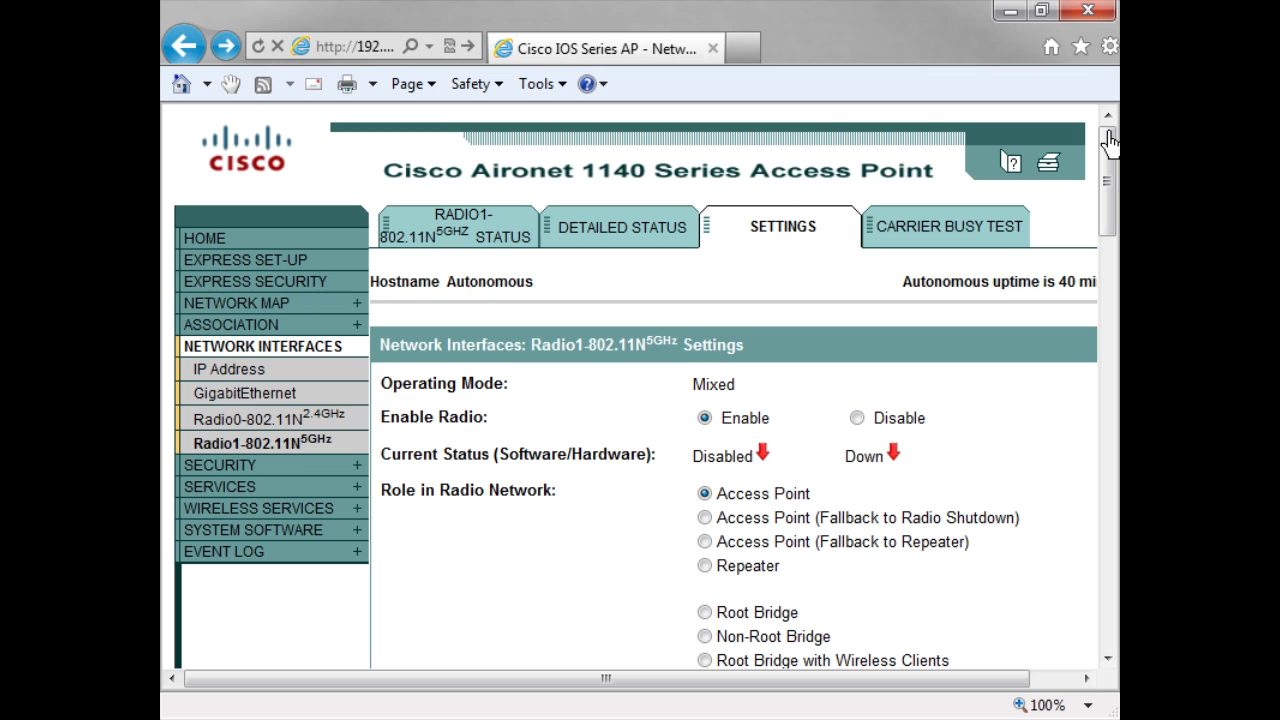 http://192....
Cisco IOS Series AP - Netw...
Page
Safety
Tools
CISCO
Cisco Aironet 1140 Series Access Point
RADIO1-
802.11N5GHZ STATUS
DETAILED STATUS
SETTINGS
CARRIER BUSY TEST
HOME
EXPRESS SET-UP
EXPRESS SECURITY
NETWORK MAP +
ASSOCIATION +
NETWORK INTERFACES
IP Address
GigabitEthernet
Radio0-802.11N2.4GHZ
Radio1-802.11N5GHZ
SECURITY +
SERVICES +
WIRELESS SERVICES +
SYSTEM SOFTWARE +
EVENT LOG +
Hostname Autonomous
Autonomous uptime is 40 mi
Network Interfaces: Radio1-802.11N5GHz Settings
Operating Mode: Mixed
Enable Radio: Enable Disable
Current Status (Software/Hardware): Disabled Down
Role in Radio Network: Access Point
Access Point (Fallback to Radio Shutdown)
Access Point (Fallback to Repeater)
Repeater
Root Bridge
Non-Root Bridge
Root Bridge with Wireless Clients
100%